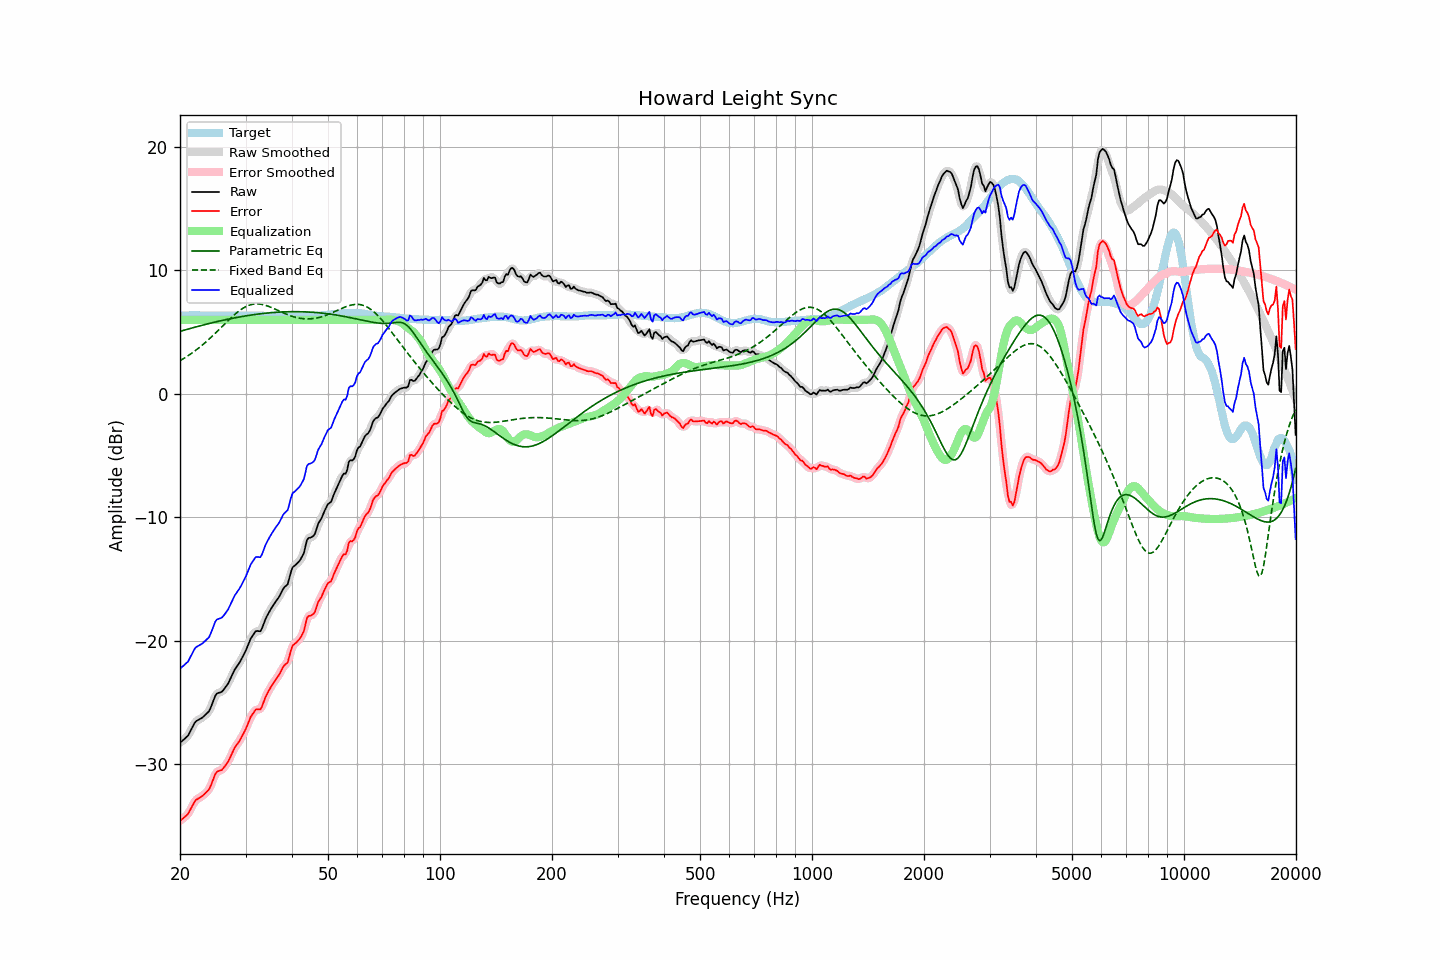 Howard Leight Sync
Target
Raw Smoothed
Error Smoothed
Raw
Error
Equalization
Parametric Eq
Fixed Band Eq
Equalized
20
10
0
−10
−20
−30
Amplitude (dBr)
20 50 100 200 500 1000 2000 5000 10000 20000
Frequency (Hz)